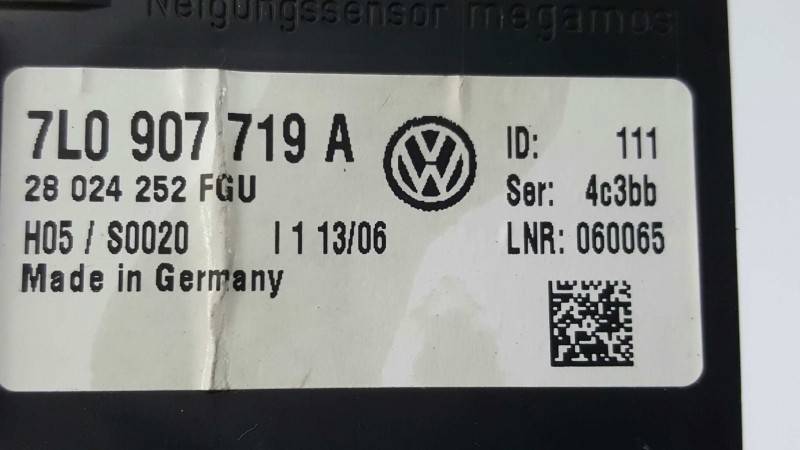 Neigungssensor megamos
7L0 907 719 A
28 024 252 FGU
H05 / S0020 I 1 13/06
Made in Germany
VW
ID: 111
Ser: 4c3bb
LNR: 060065